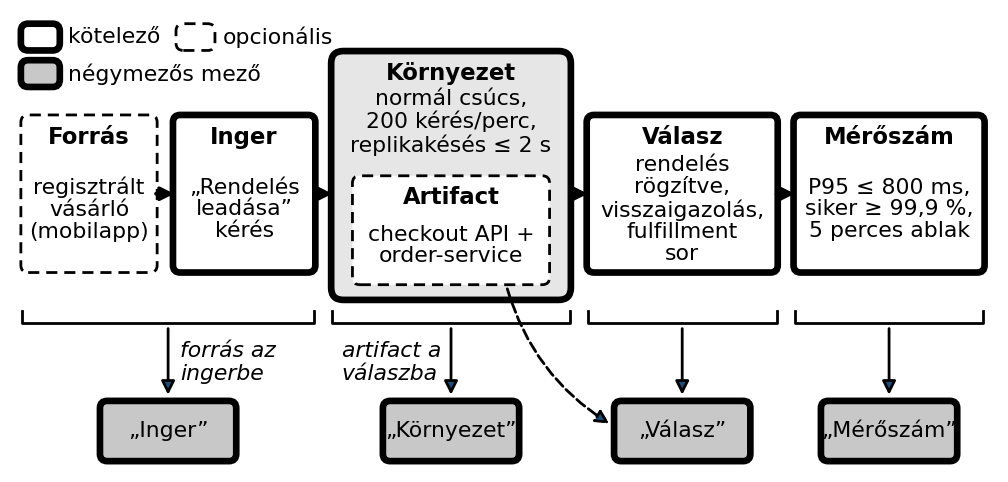 kötelező
opcionális
négymezős mező
Forrás
regisztrált
vásárló
(mobilapp)
Inger
„Rendelés
leadása”
kérés
Környezet
normál csúcs,
200 kérés/perc,
replikakésés ≤ 2 s
Artifact
checkout API +
order-service
Válasz
rendelés
rögzítve,
visszaigazolás,
fulfillment
sor
Mérőszám
P95 ≤ 800 ms,
siker ≥ 99,9 %,
5 perces ablak
forrás az
ingerbe
artifact a
válaszba
„Inger”
„Környezet”
„Válasz”
„Mérőszám”